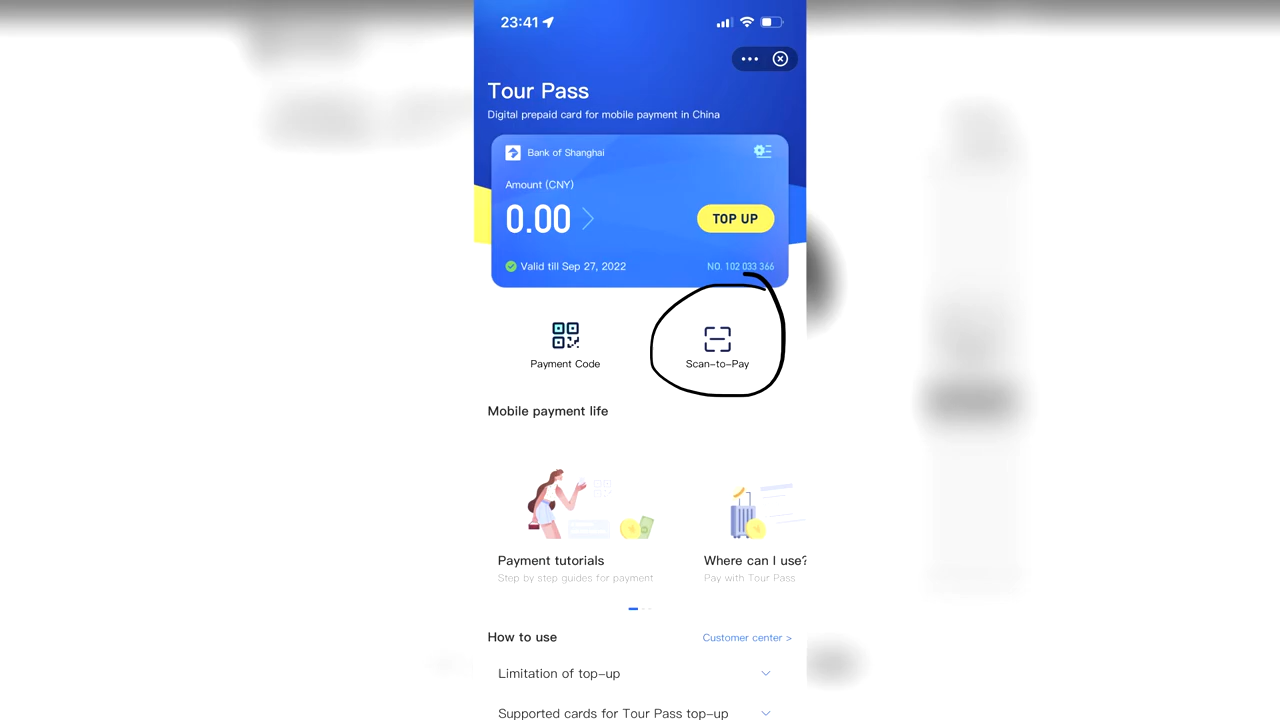 23:41
Tour Pass
Digital prepaid card for mobile payment in China
Bank of Shanghai
Amount (CNY)
0.00
TOP UP
Valid till Sep 27, 2022
NO. 102 033 366
Payment Code
Scan-to-Pay
Mobile payment life
Payment tutorials
Where can I use?
Step by step guides for payment
Pay with Tour Pass
How to use
Customer center >
Limitation of top-up
Supported cards for Tour Pass top-up